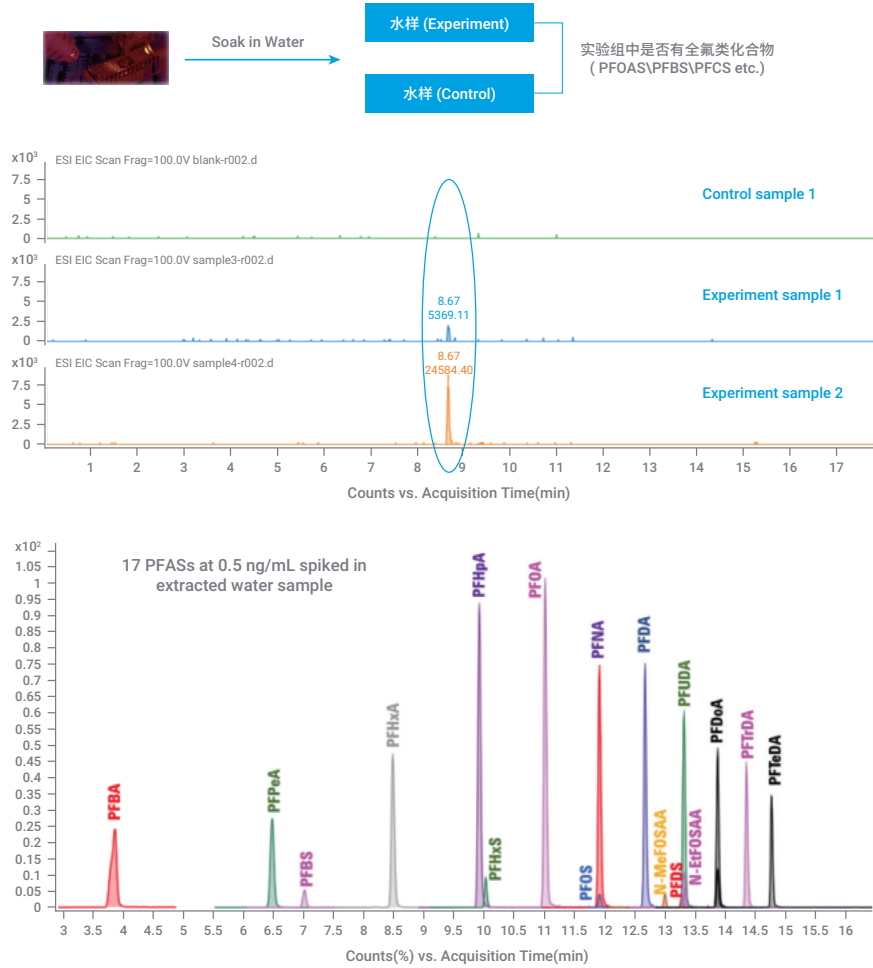 水样 (Experiment)
Soak in Water
水样 (Control)
实验组中是否有全氟类化合物
( PFOAS\PFBS\PFCS etc.)
x10³
ESI EIC Scan Frag=100.0V blank-r002.d
7.5
5
2.5
0
Control sample 1
x10³
ESI EIC Scan Frag=100.0V sample3-r002.d
7.5
5
2.5
0
8.67
5369.11
Experiment sample 1
x10³
ESI EIC Scan Frag=100.0V sample4-r002.d
7.5
5
2.5
0
8.67
24584.40
Experiment sample 2
1 2 3 4 5 6 7 8 9 10 11 12 13 14 15 16 17
Counts vs. Acquisition Time(min)
x10²
17 PFASs at 0.5 ng/mL spiked in
extracted water sample
1.05
1
0.95
0.9
0.85
0.8
0.75
0.7
0.65
0.6
0.55
0.5
0.45
0.4
0.35
0.3
0.25
0.2
0.15
0.1
0.05
0
PFBA
PFPeA
PFBS
PFHxA
PFHpA
PFHxS
PFOA
PFOS
PFNA
PFDA
N-MeFOSAA
PFDS
PFUDA
N-EtFOSAA
PFDoA
PFTrDA
PFTeDA
3 3.5 4 4.5 5 5.5 6 6.5 7 7.5 8 8.5 9 9.5 10 10.5 11 11.5 12 12.5 13 13.5 14 14.5 15 15.5 16
Counts(%) vs. Acquisition Time(min)